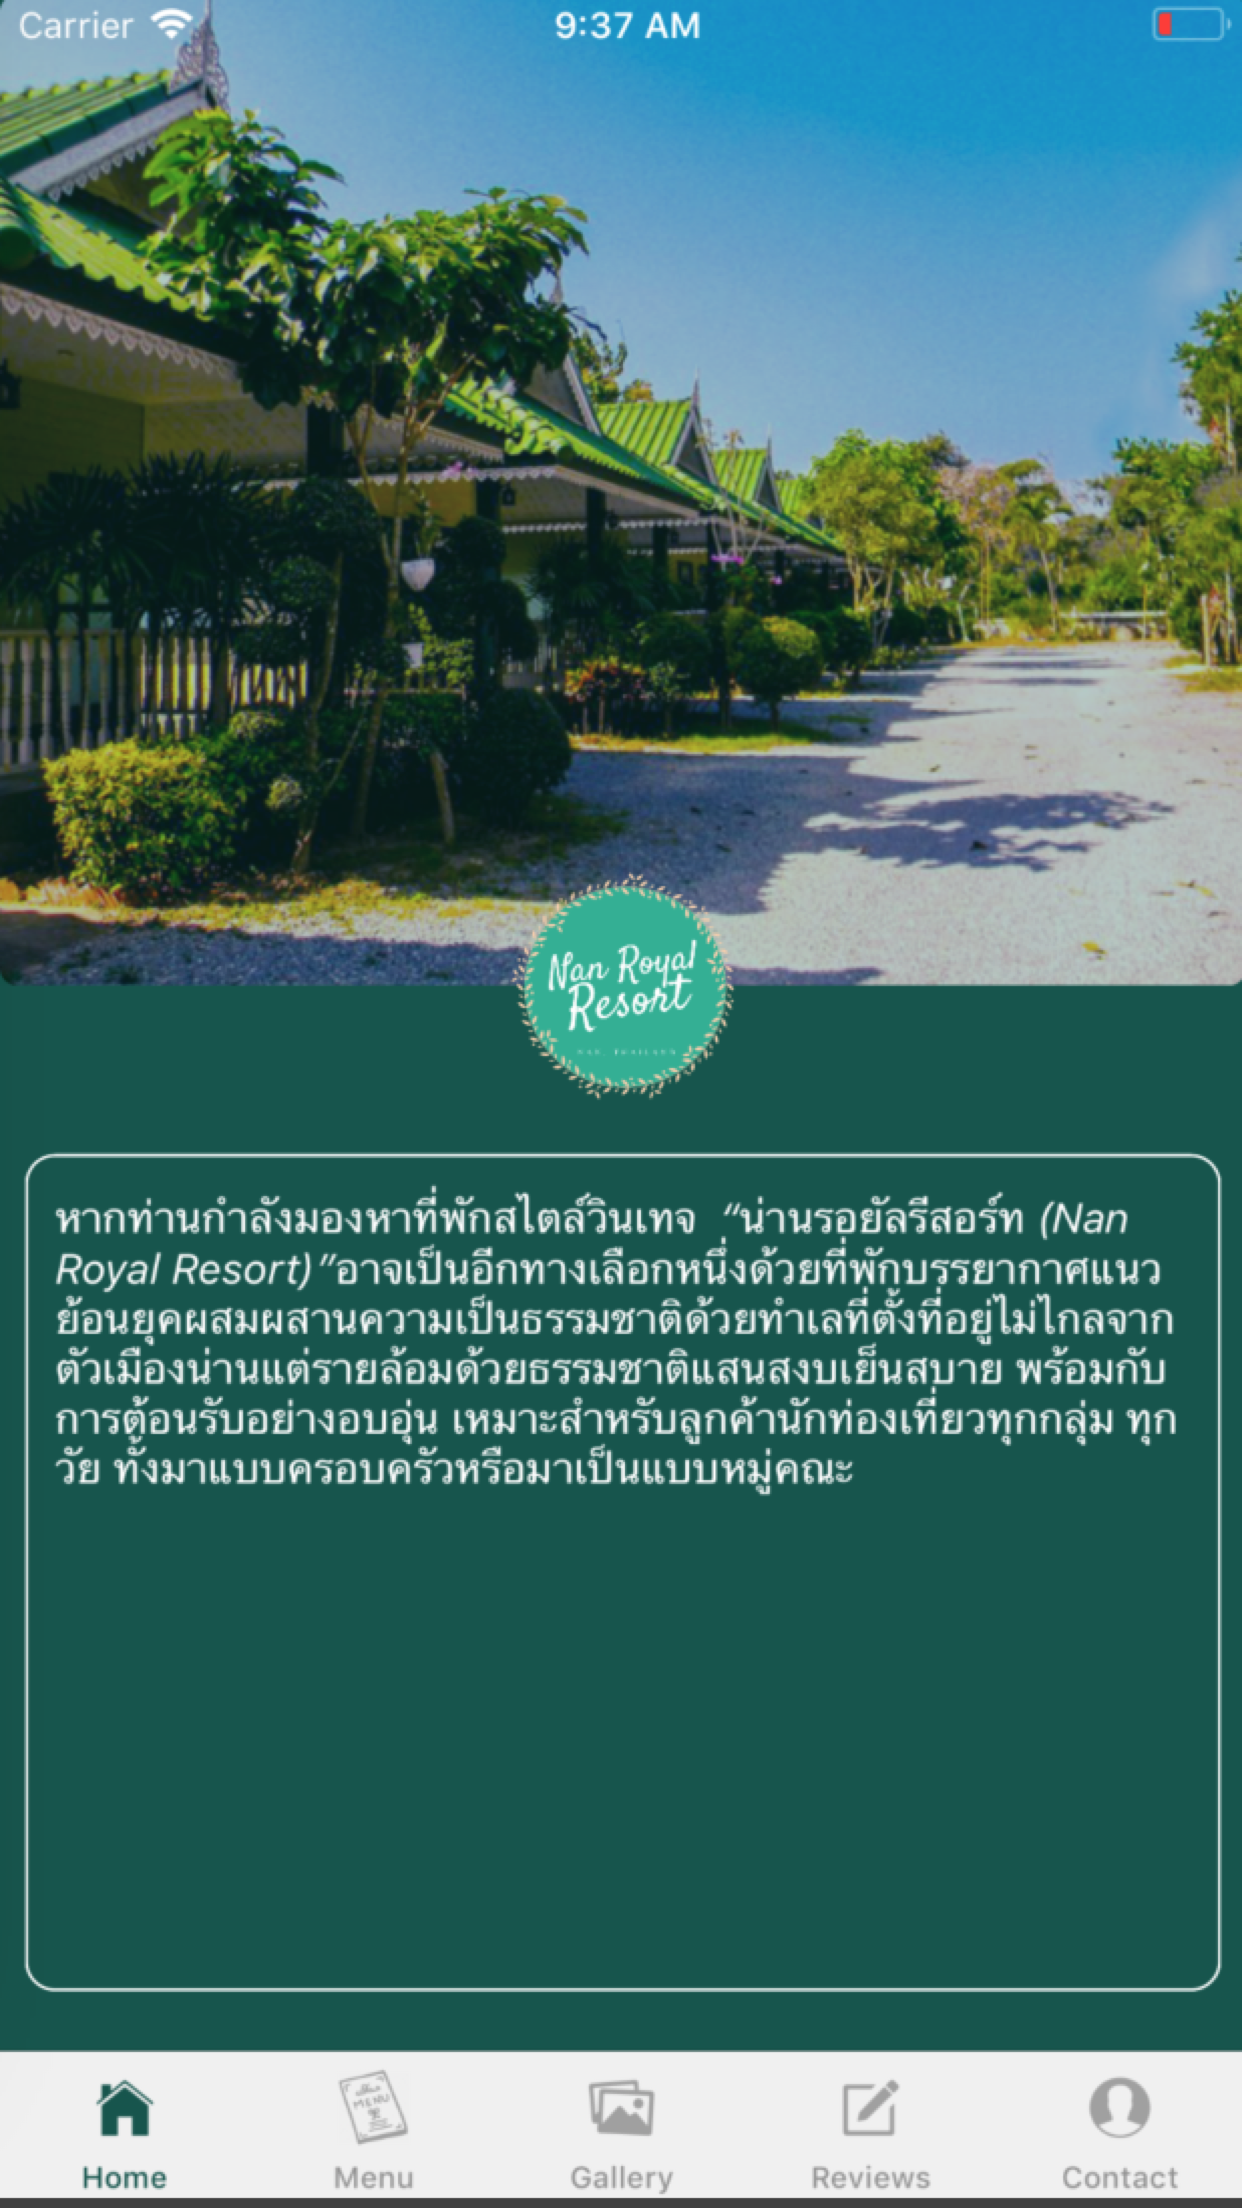 Carrier
9:37 AM
Nan Royal
Resort
NAN, THAILAND
หากท่านกำลังมองหาที่พักสไตล์วินเทจ “น่านรอยัลรีสอร์ท (Nan
Royal Resort)”อาจเป็นอีกทางเลือกหนึ่งด้วยที่พักบรรยากาศแนว
ย้อนยุคผสมผสานความเป็นธรรมชาติด้วยทำเลที่ตั้งที่อยู่ไม่ไกลจาก
ตัวเมืองน่านแต่รายล้อมด้วยธรรมชาติแสนสงบเย็นสบาย พร้อมกับ
การต้อนรับอย่างอบอุ่น เหมาะสำหรับลูกค้านักท่องเที่ยวทุกกลุ่ม ทุก
วัย ทั้งมาแบบครอบครัวหรือมาเป็นแบบหมู่คณะ
MENU
Home
Menu
Gallery
Reviews
Contact